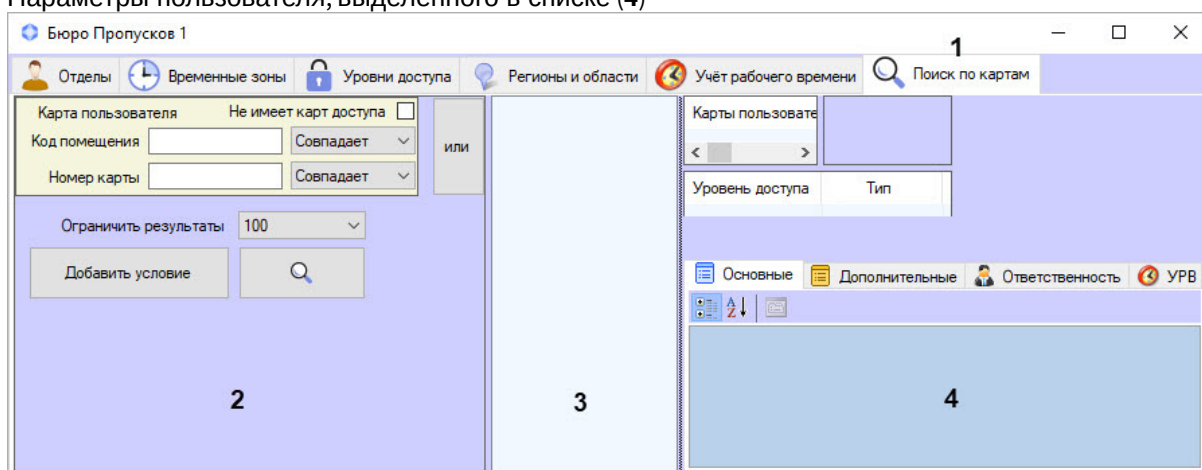 Параметры пользователя, выделенного в списке (4)
Бюро Пропусков 1
1
Отделы Временные зоны Уровни доступа Регионы и области Учёт рабочего времени Поиск по картам
Карта пользователя Не имеет карт доступа
Код помещения Совпадает
Номер карты Совпадает
или
Ограничить результаты 100
Добавить условие
2
3
Карты пользовате
Уровень доступа Тип
Основные Дополнительные Ответственность УРВ
4